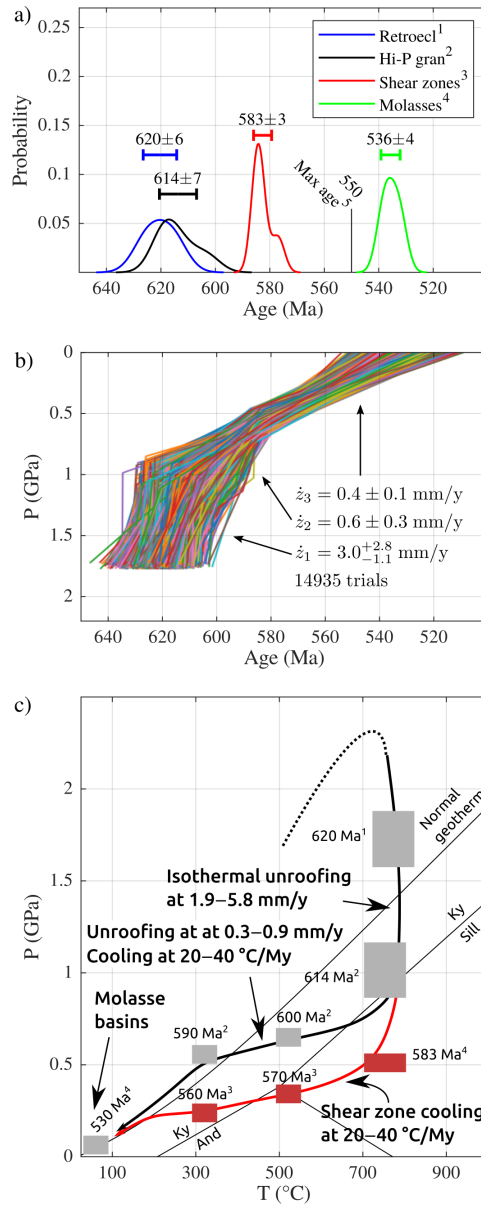 a)
0.25
0.2
0.15
0.1
0.05
Probability
Retroecl1
Hi-P gran2
Shear zones3
Molasses4
583±3
620±6
614±7
536±4
550
Max age 5
640 620 600 580 560 540 520
Age (Ma)
b)
0
0.5
1
1.5
2
P (GPa)
ż3 = 0.4 ± 0.1 mm/y
ż2 = 0.6 ± 0.3 mm/y
ż1 = 3.0+2.8−1.1 mm/y
14935 trials
640 620 600 580 560 540 520
Age (Ma)
c)
2
1.5
1
0.5
0
P (GPa)
620 Ma1
Normal
geotherm
Isothermal unroofing
at 1.9–5.8 mm/y
Ky
Sill
Unroofing at at 0.3–0.9 mm/y
Cooling at 20–40 °C/My
614 Ma2
Molasse
basins
600 Ma2
590 Ma2
583 Ma4
570 Ma3
560 Ma3
530 Ma4
Ky
And
Shear zone cooling
at 20–40 °C/My
100 300 500 700 900
T (°C)